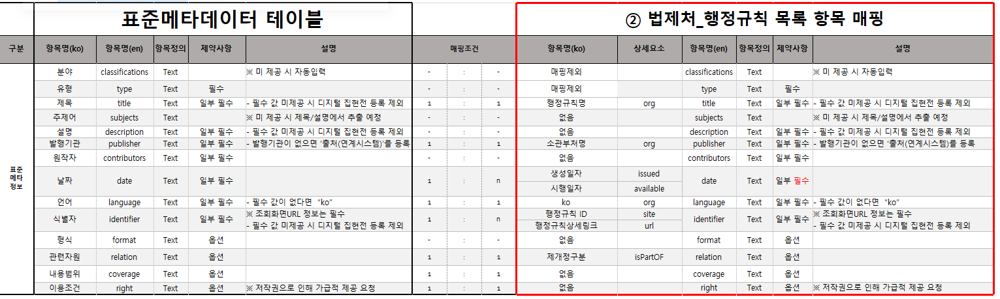 표준메타데이터 테이블
② 법제처_행정규칙 목록 항목 매핑
구분 항목명(ko) 항목명(en) 항목정의 제약사항 설명 매핑조건 항목명(ko) 상세요소 항목명(en) 항목정의 제약사항 설명
표준
메타
정보
분야 classifications Text ※ 미 제공 시 자동입력 - : - 매핑제외 classifications Text ※ 미 제공 시 자동입력
유형 type Text 필수 - : - 매핑제외 type Text 필수
제목 title Text 일부 필수 - 필수 값 미제공 시 디지털 집현전 등록 제외 1 : 1 행정규칙명 org title Text 일부 필수 - 필수 값 미제공 시 디지털 집현전 등록 제외
주제어 subjects Text ※ 미 제공 시 제목/설명에서 추출 예정 - : - 없음 subjects Text ※ 미 제공 시 제목/설명에서 추출 예정
설명 description Text 일부 필수 - 필수 값 미제공 시 디지털 집현전 등록 제외 - : - 없음 description Text 일부 필수 - 필수 값 미제공 시 디지털 집현전 등록 제외
발행기관 publisher Text 일부 필수 - 발행기관이 없으면 ‘출처(연계시스템)’를 등록 1 : 1 소관부처명 org publisher Text 일부 필수 - 발행기관이 없으면 ‘출처(연계시스템)를 등록
원작자 contributors Text 일부 필수 - : - 없음 contributors Text 일부 필수
날짜 date Text 일부 필수 1 : n 생성일자 issued date Text 일부 필수
시행일자 available
언어 language Text 일부 필수 - 필수 값이 없다면 “ko” 1 : 1 ko org language Text 일부 필수 - 필수 값이 없다면 “ko”
식별자 identifier Text 일부 필수 ※ 조회화면URL 정보는 필수 1 : n 행정규칙 ID site identifier Text 일부 필수 ※ 조회화면URL 정보는 필수
- 필수 값 미제공 시 디지털 집현전 등록 제외 행정규칙상세링크 url - 필수 값 미제공 시 디지털 집현전 등록 제외
형식 format Text 옵션 - : - 없음 format Text 옵션
관련자원 relation Text 옵션 1 : 1 제개정구분 isPartOF relation Text 옵션
내용범위 coverage Text 옵션 1 : 1 없음 coverage Text 옵션
이용조건 right Text 옵션 ※ 저작권으로 인해 가급적 제공 요청 1 : 1 없음 right Text 옵션 ※ 저작권으로 인해 가급적 제공 요청